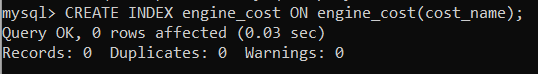 mysql> CREATE INDEX engine_cost ON engine_cost(cost_name);
Query OK, 0 rows affected (0.03 sec)
Records: 0  Duplicates: 0  Warnings: 0